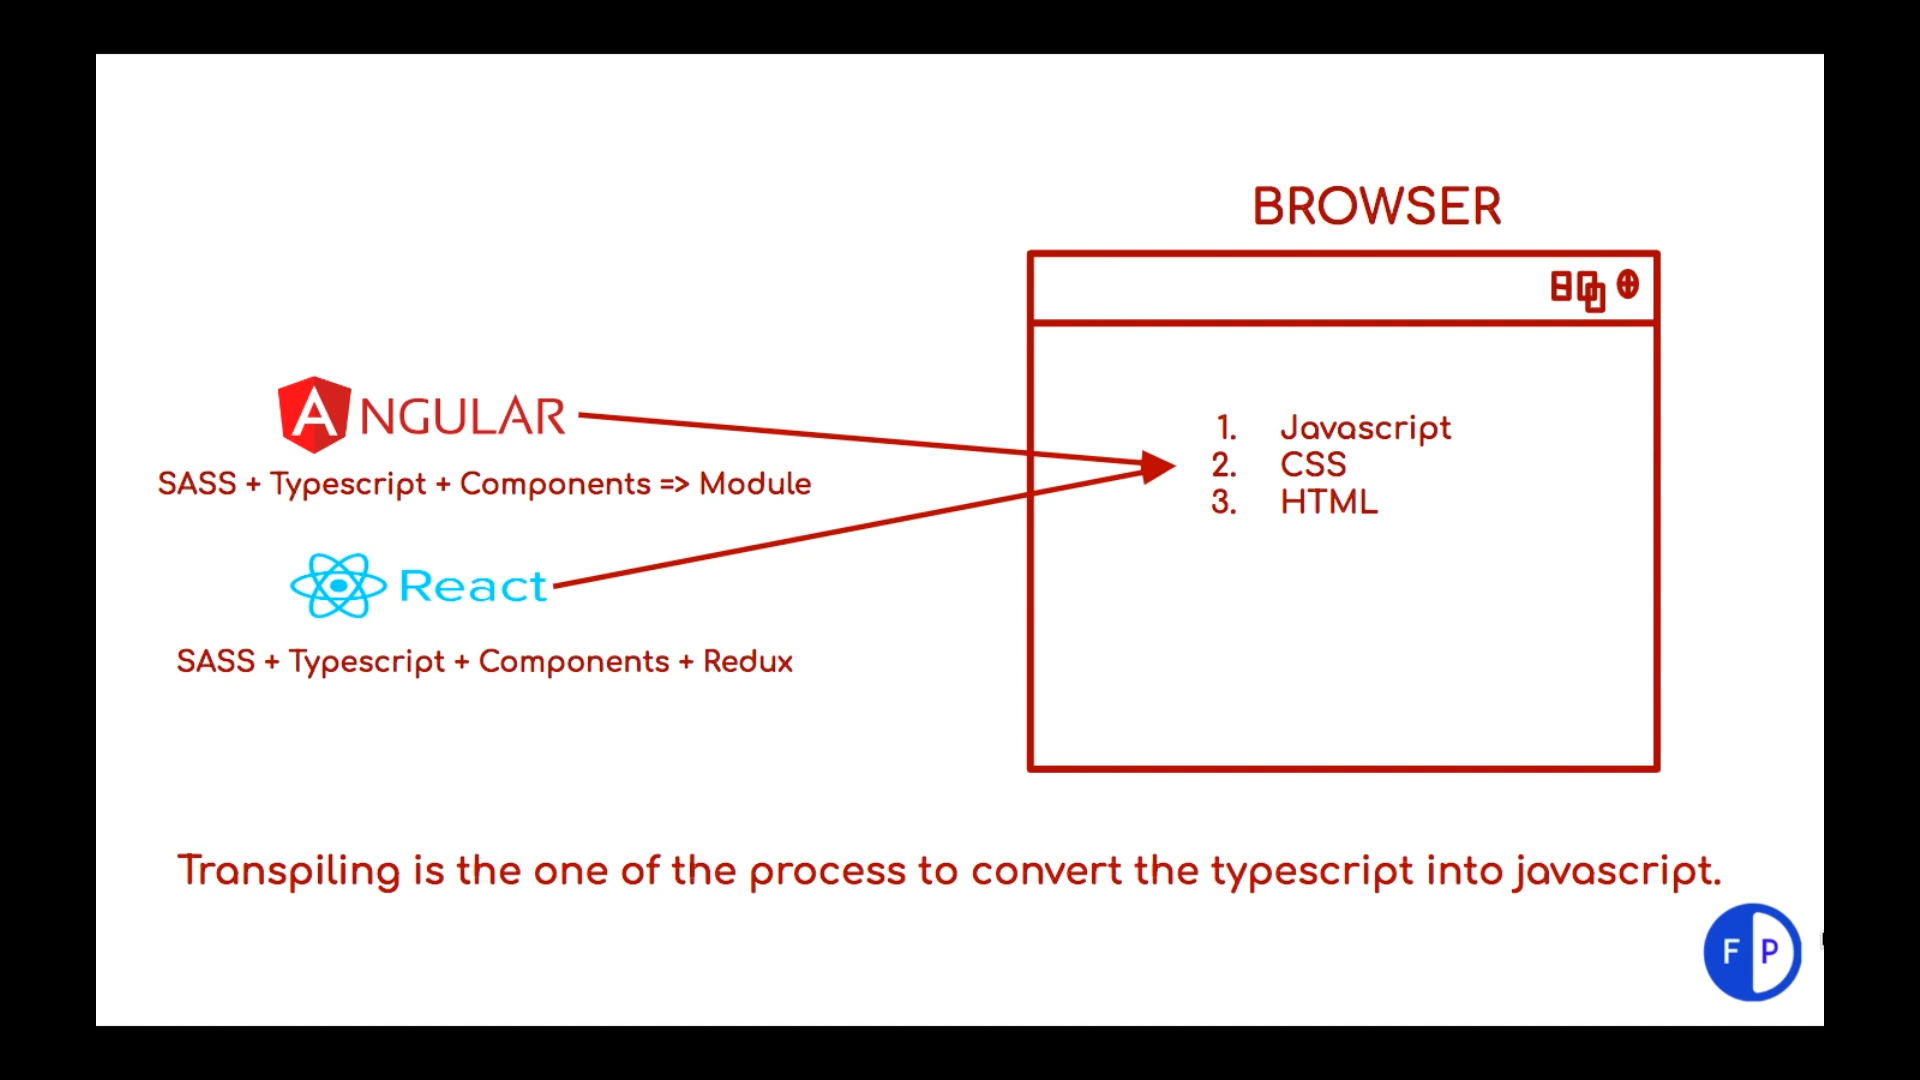 BROWSER
ANGULAR
SASS + Typescript + Components => Module
React
SASS + Typescript + Components + Redux
1. Javascript
2. CSS
3. HTML
Transpiling is the one of the process to convert the typescript into javascript.
F P